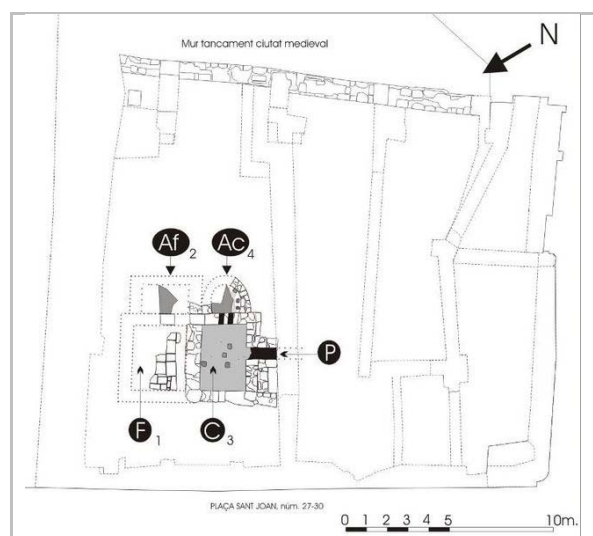 Mur tancament ciutat medieval
N
Af 2
Ac 4
P
F 1
C 3
PLAÇA SANT JOAN, núm. 27-30
0 1 2 3 4 5 10m.